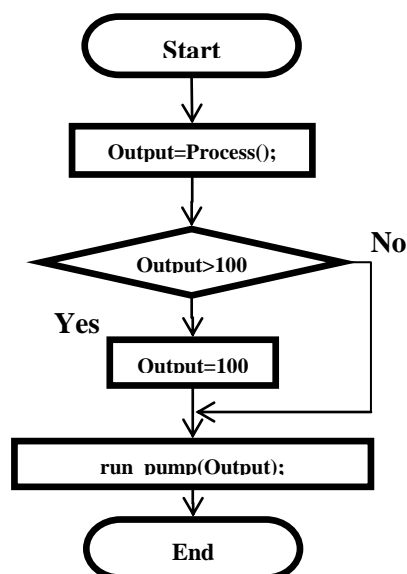 Start
Output=Process();
Output>100
No
Yes
Output=100
run_pump(Output);
End